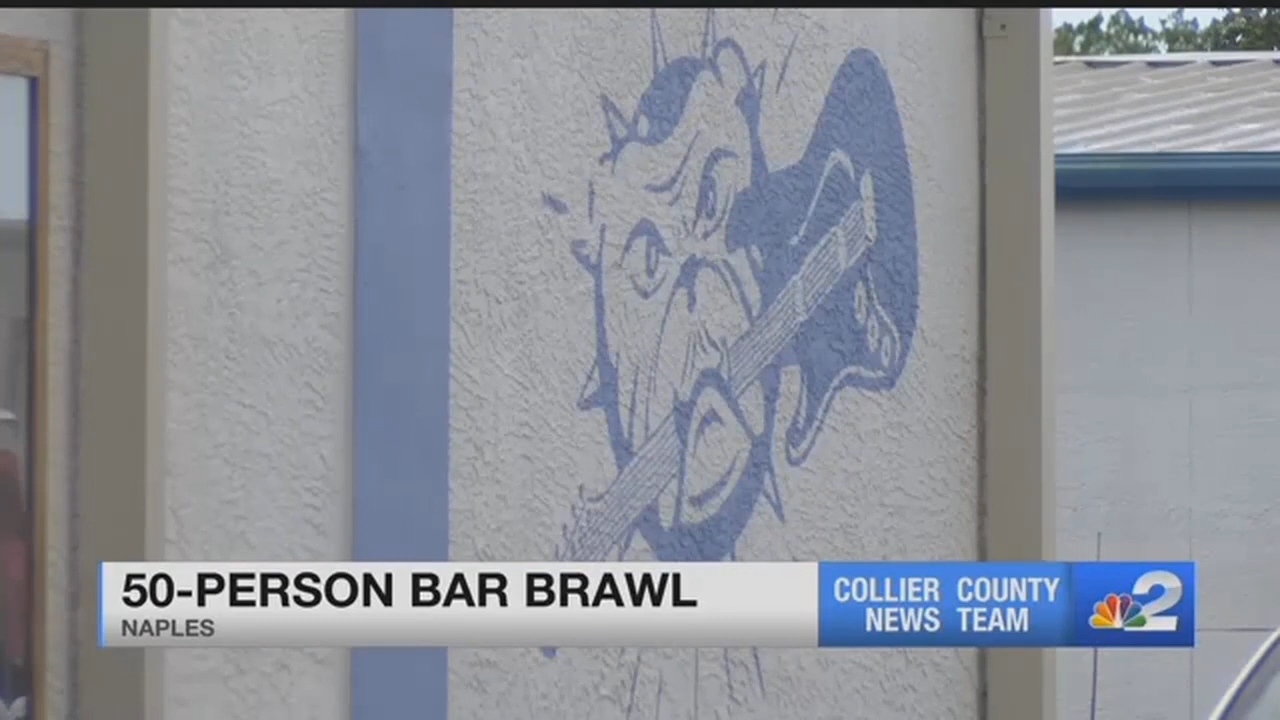 50-PERSON BAR BRAWL
NAPLES
COLLIER COUNTY
NEWS TEAM
2